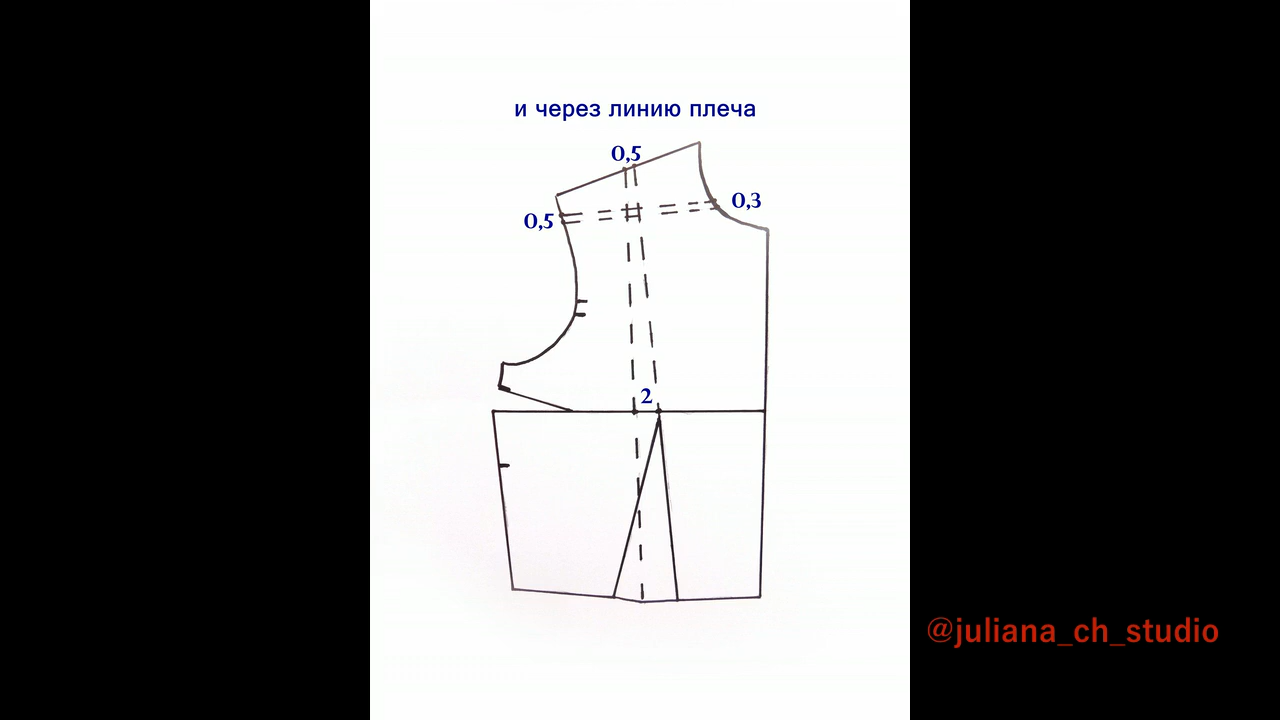 и через линию плеча
0,5
0,5
0,3
2
@juliana_ch_studio